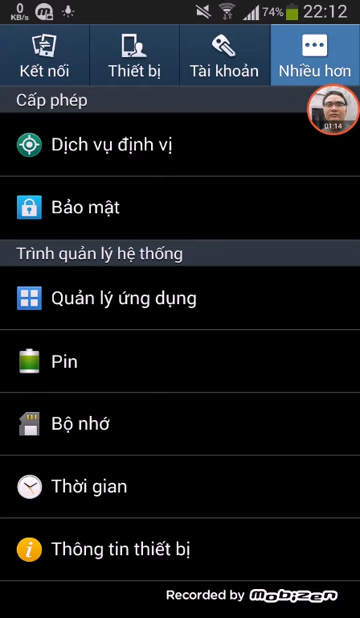 0
KB/s
74%
22:12
Kết nối
Thiết bị
Tài khoản
Nhiều hơn
Cấp phép
01:14
Dịch vụ định vị
Bảo mật
Trình quản lý hệ thống
Quản lý ứng dụng
Pin
Bộ nhớ
Thời gian
Thông tin thiết bị
Recorded by Mobizen